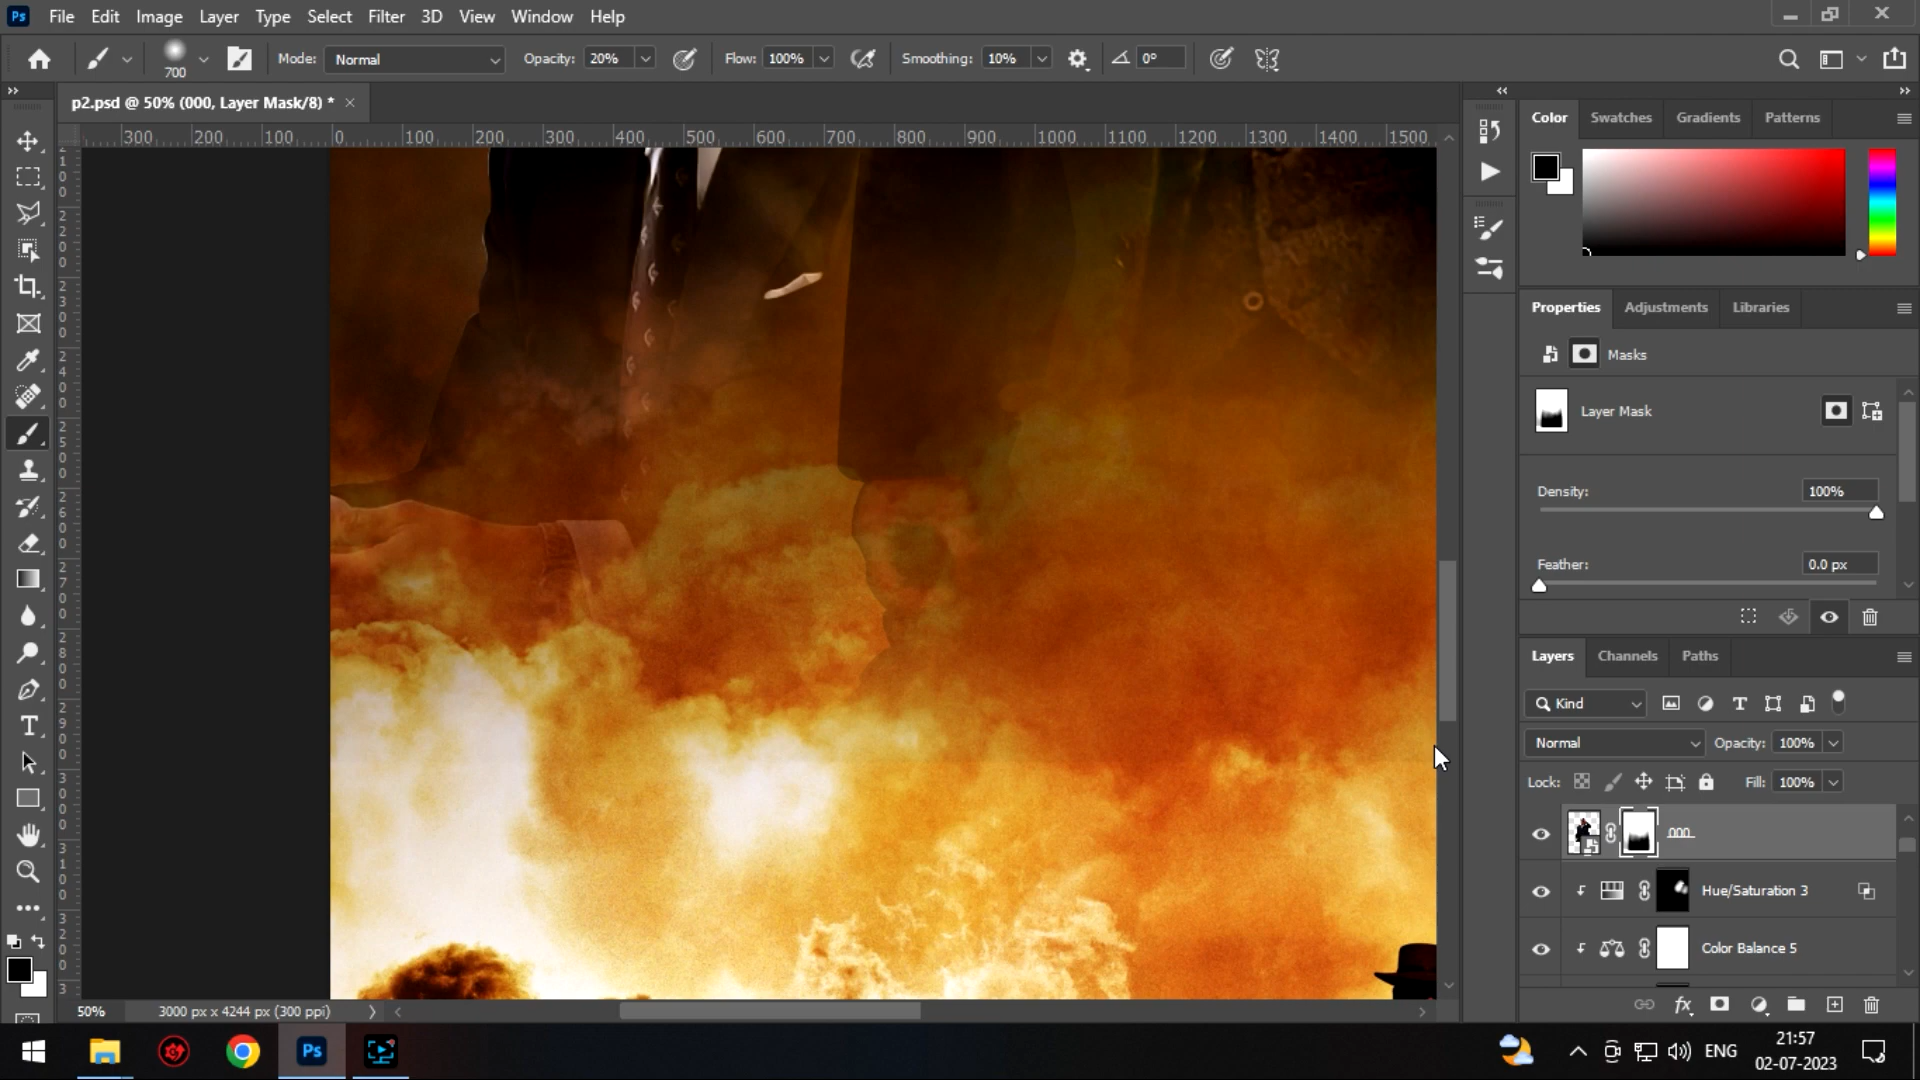 Ps File Edit Image Layer Type Select Filter 3D View Window Help
700 Mode: Normal Opacity: 20% Flow: 100% Smoothing: 10% 0°
p2.psd @ 50% (000, Layer Mask/8) *
300 200 100 0 100 200 300 400 500 600 700 800 900 1000 1100 1200 1300 1400 1500
Color Swatches Gradients Patterns
Properties Adjustments Libraries
Masks
Layer Mask
Density: 100%
Feather: 0.0 px
Layers Channels Paths
Kind
Normal Opacity: 100%
Lock: Fill: 100%
000
Hue/Saturation 3
Color Balance 5
50% 3000 px x 4244 px (300 ppi)
Ps ENG 21:57
02-07-2023